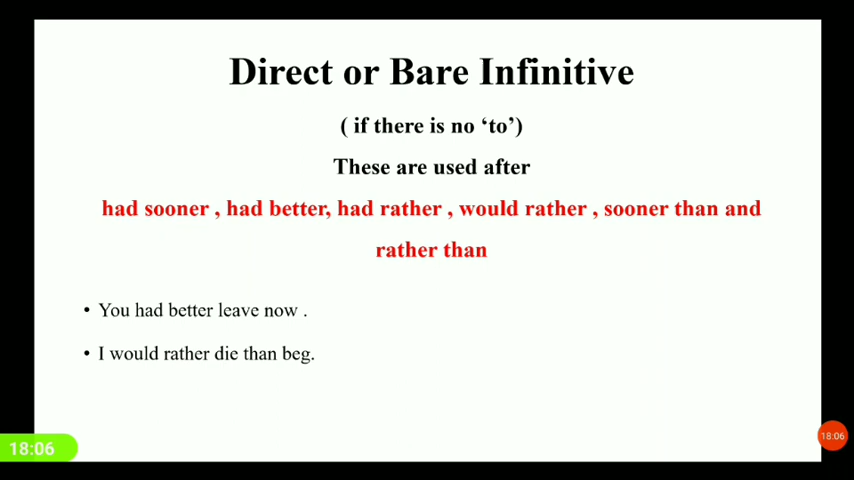 Direct or Bare Infinitive
( if there is no ‘to’)
These are used after
had sooner , had better, had rather , would rather , sooner than and
rather than
• You had better leave now .
• I would rather die than beg.
18:06
18:06